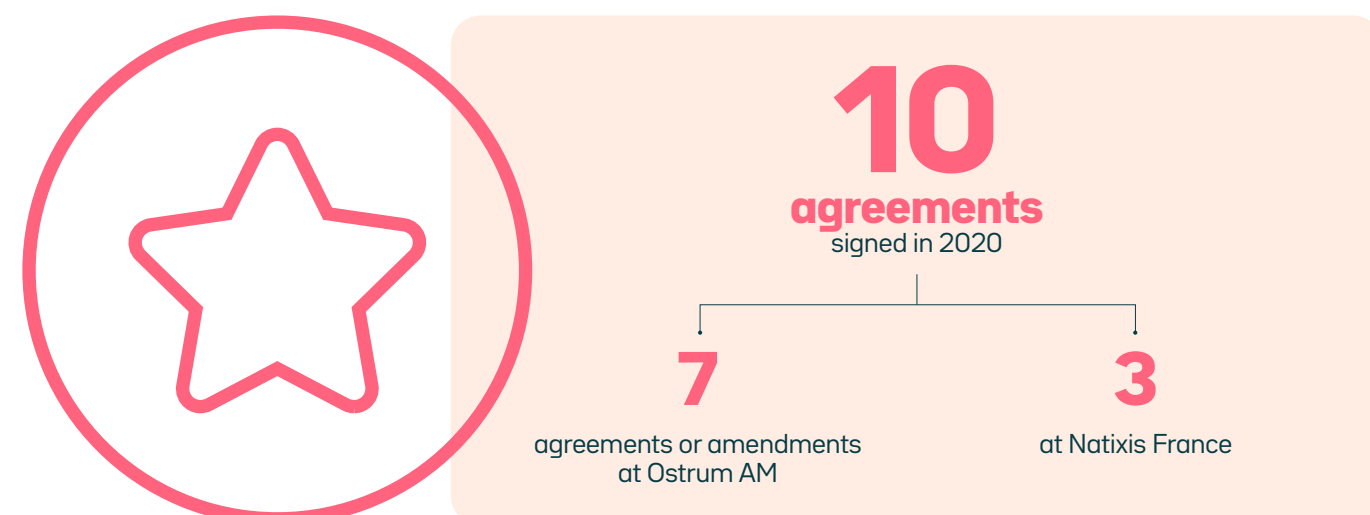 10
agreements
signed in 2020
7
agreements or amendments
at Ostrum AM
3
at Natixis France